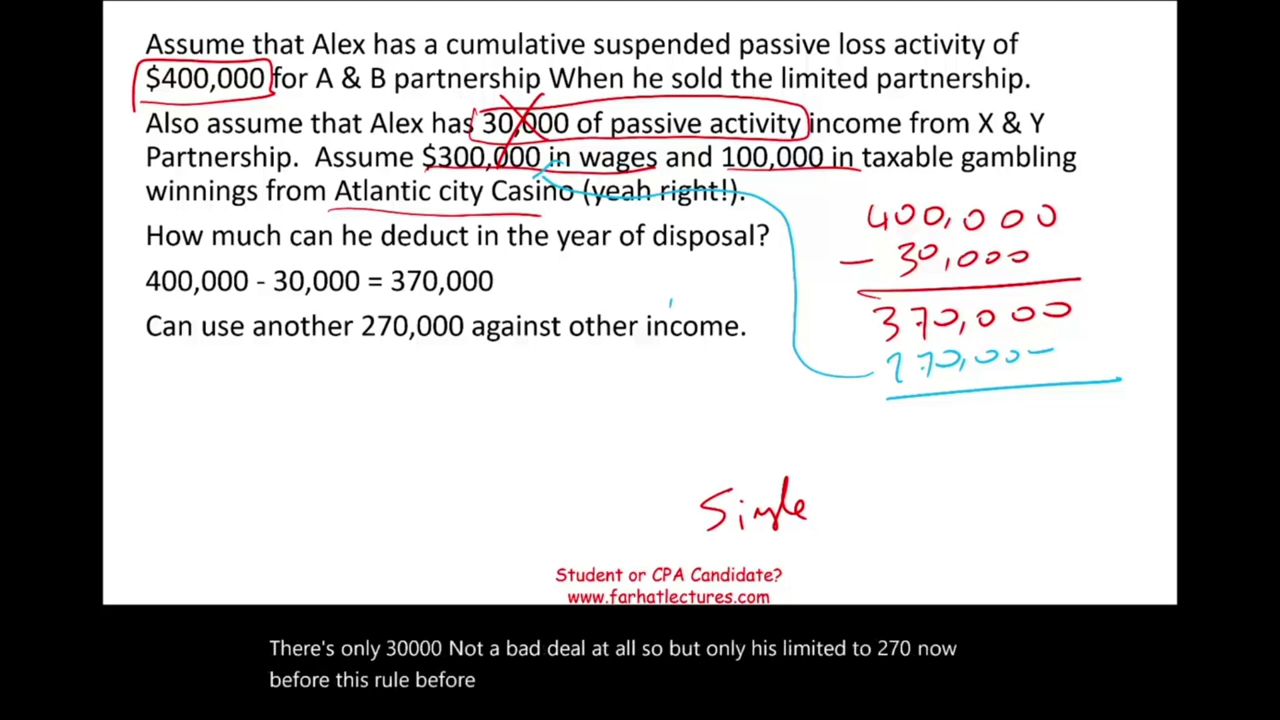 Assume that Alex has a cumulative suspended passive loss activity of
$400,000 for A & B partnership When he sold the limited partnership.
Also assume that Alex has 30,000 of passive activity income from X & Y
Partnership. Assume $300,000 in wages and 100,000 in taxable gambling
winnings from Atlantic city Casino (yeah right!).
How much can he deduct in the year of disposal?
400,000 - 30,000 = 370,000
Can use another 270,000 against other income.
400,000
- 30,000
370,000
270,000
Single
Student or CPA Candidate?
www.farhatlectures.com
There's only 30000 Not a bad deal at all so but only his limited to 270 now
before this rule before